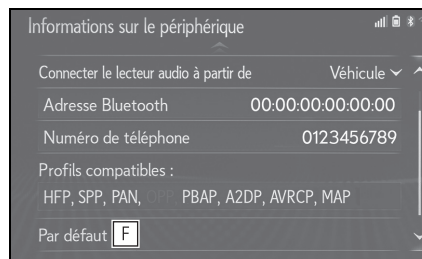 Informations sur le périphérique
Connecter le lecteur audio à partir de Véhicule
Adresse Bluetooth 00:00:00:00:00:00
Numéro de téléphone 0123456789
Profils compatibles :
HFP, SPP, PAN, OPP, PBAP, A2DP, AVRCP, MAP
Par défaut F